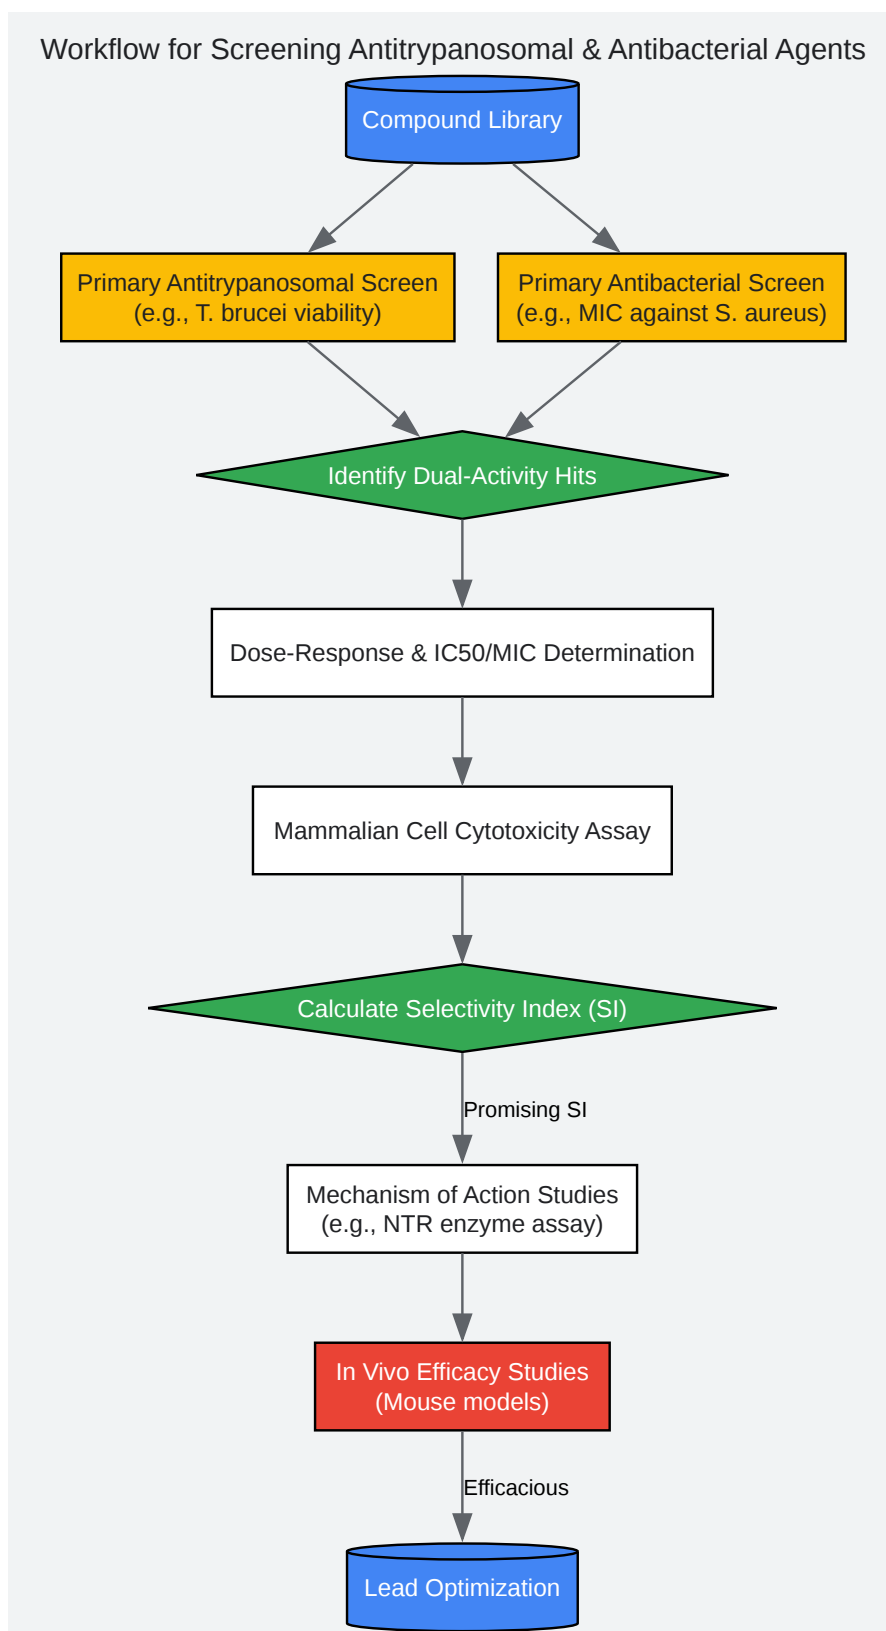 Workflow for Screening Antitrypanosomal & Antibacterial Agents
Compound Library
Primary Antitrypanosomal Screen
(e.g., T. brucei viability)
Primary Antibacterial Screen
(e.g., MIC against S. aureus)
Identify Dual-Activity Hits
Dose-Response & IC50/MIC Determination
Mammalian Cell Cytotoxicity Assay
Calculate Selectivity Index (SI)
Promising SI
Mechanism of Action Studies
(e.g., NTR enzyme assay)
In Vivo Efficacy Studies
(Mouse models)
Efficacious
Lead Optimization